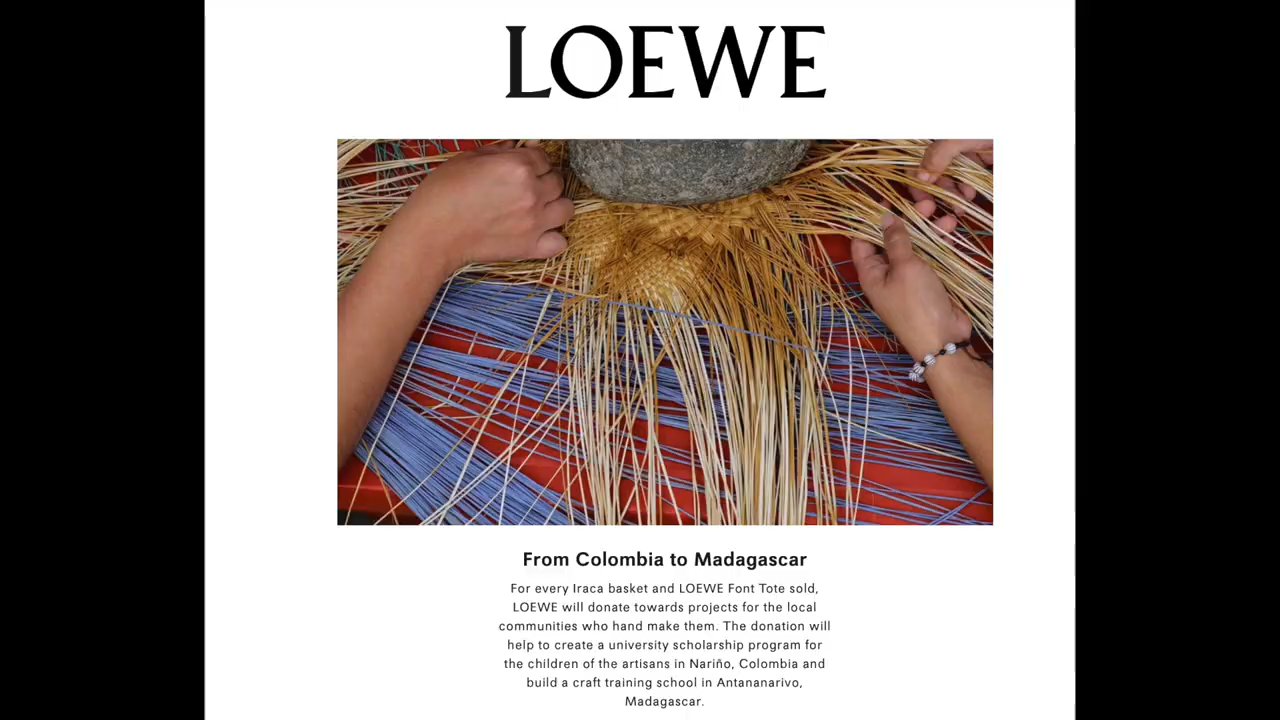 LOEWE
From Colombia to Madagascar
For every Iraca basket and LOEWE Font Tote sold,
LOEWE will donate towards projects for the local
communities who hand make them. The donation will
help to create a university scholarship program for
the children of the artisans in Nariño, Colombia and
build a craft training school in Antananarivo,
Madagascar.